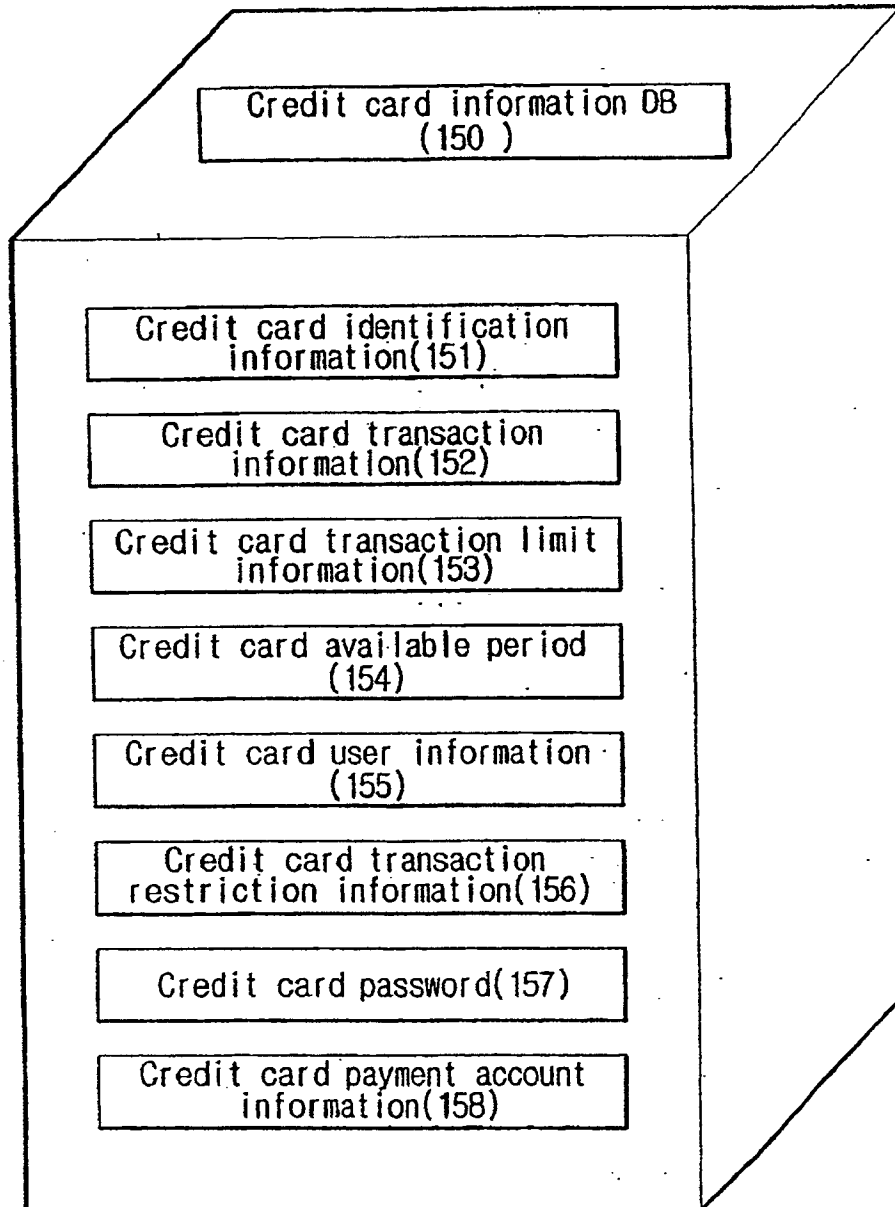 Credit card information DB
(150 )
Credit card identification
information(151)
Credit card transaction
information(152)
Credit card transaction limit
information(153)
Credit card available period
(154)
Credit card user information
(155)
Credit card transaction
restriction information(156)
Credit card password(157)
Credit card payment account
information(158)